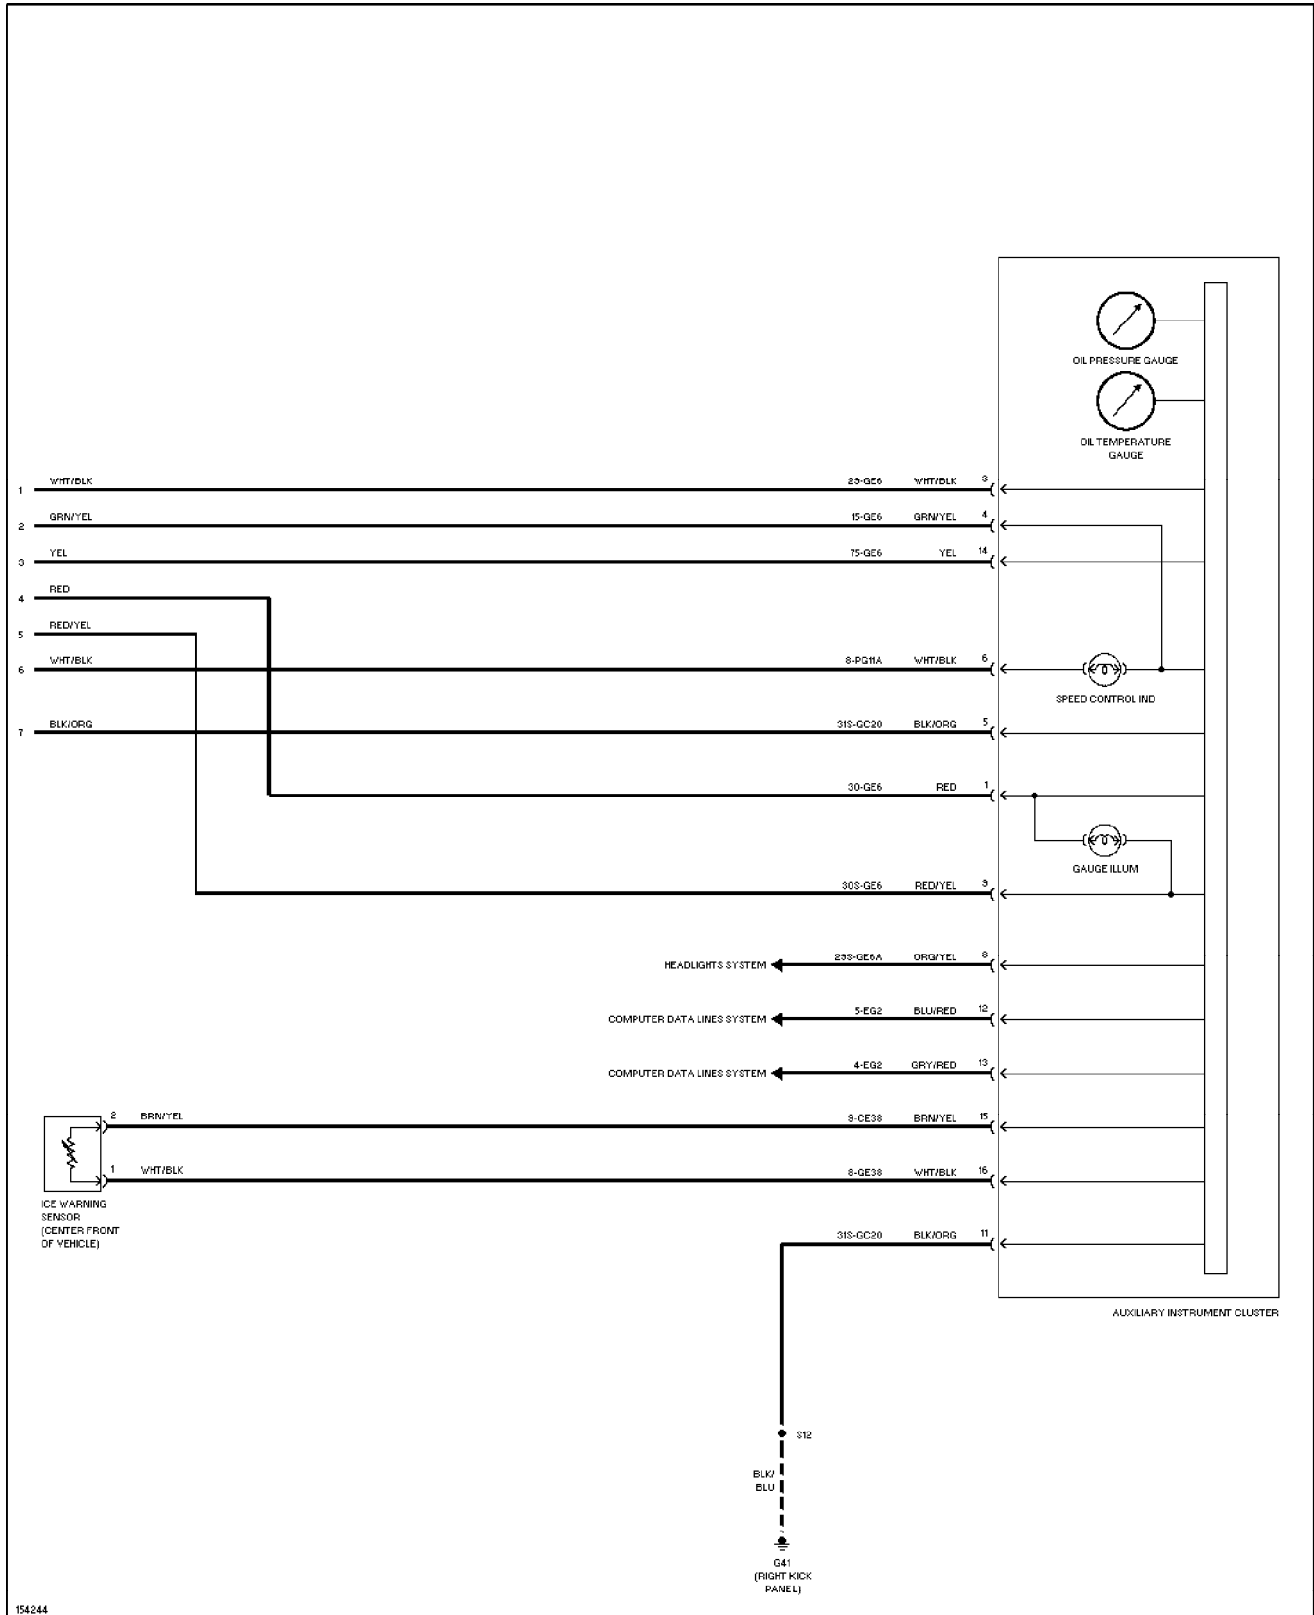 OIL PRESSURE GAUGE
OIL TEMPERATURE
GAUGE
1 WHT/BLK 29-GE6 WHT/BLK 3
2 GRN/YEL 15-GE6 GRN/YEL 4
3 YEL 75-GE6 YEL 14
4 RED
5 RED/YEL
6 WHT/BLK 8-PG11A WHT/BLK 6
SPEED CONTROL IND
7 BLK/ORG 31S-GC20 BLK/ORG 5
30-GE6 RED 1
GAUGE ILLUM
30S-GE6 RED/YEL 9
HEADLIGHTS SYSTEM 29S-GE6A ORG/YEL 8
COMPUTER DATA LINES SYSTEM 5-EG2 BLU/RED 12
COMPUTER DATA LINES SYSTEM 4-EG2 GRY/RED 13
2 BRN/YEL BRN/YEL 15
1 WHT/BLK 8-GE38 WHT/BLK 16
ICE WARNING
SENSOR
(CENTER FRONT
OF VEHICLE)
31S-GC20 BLK/ORG 11
AUXILIARY INSTRUMENT CLUSTER
S12
BLK/
BLU
G41
(RIGHT KICK
PANEL)
154244